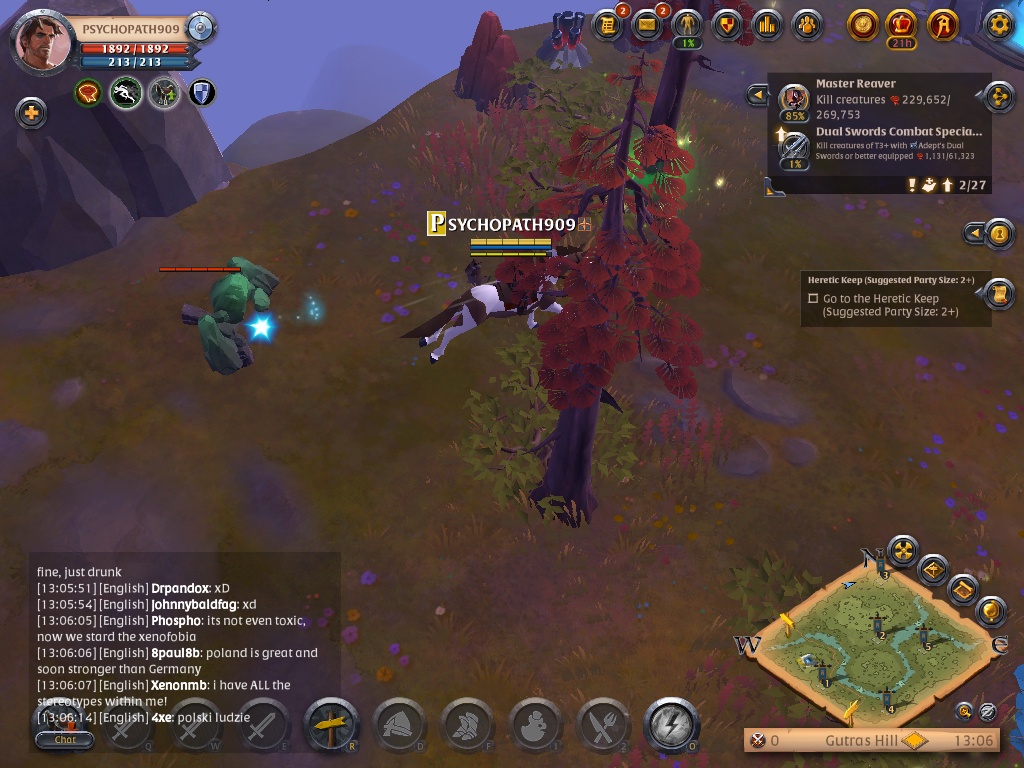 PSYCHOPATH909
1892 / 1892
213 / 213
2
2
1%
21h
Master Reaver
Kill creatures 229,652/
269,753
85%
Dual Swords Combat Specia...
Kill creatures of T3+ with Adept's Dual
Swords or better equipped 1,131/61,323
1%
2/27
PSYCHOPATH909
Heretic Keep (Suggested Party Size: 2+)
Go to the Heretic Keep
(Suggested Party Size: 2+)
fine, just drunk
[13:05:51] [English] Drpandox: xD
[13:05:54] [English] Johnnybaldfag: xd
[13:06:05] [English] Phospho: its not even toxic,
now we stard the xenofobia
[13:06:06] [English] 8paul8b: poland is great and
soon stronger than Germany
[13:06:07] [English] Xenonmb: i have ALL the
stereotypes within me!
[13:06:14] [English] 4xe: polski ludzie
Chat
Q
W
E
R
D
F
1
2
O
N
W
E
3
2
5
1
4
0
Gutras Hill
13:06